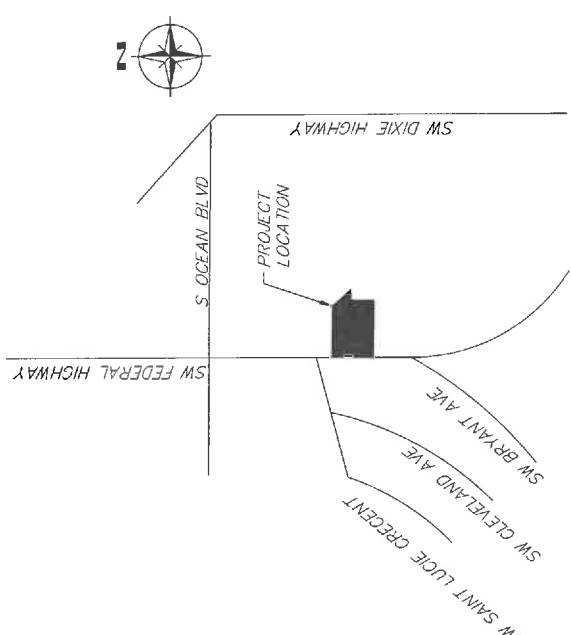 N
SW DIXIE HIGHWAY
S OCEAN BLVD
PROJECT
LOCATION
SW FEDERAL HIGHWAY
SW BRYANT AVE
SW CLEVELAND AVE
W SAINT LUCIE CRECENT